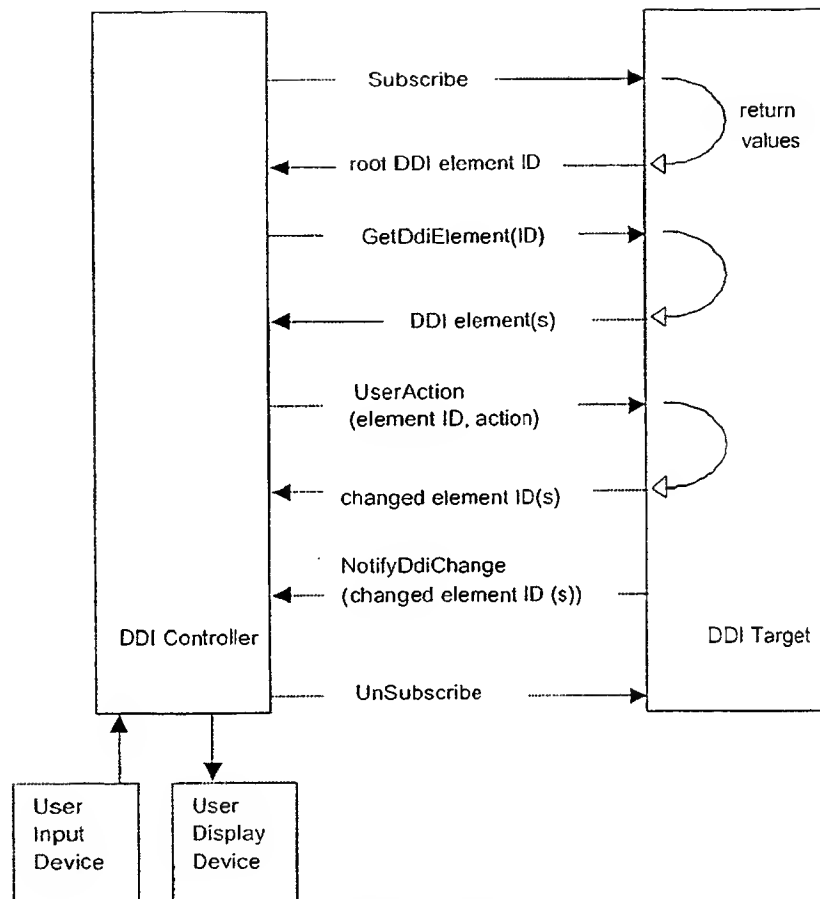 Subscribe
return
values
root DDI element ID
GetDdiElement(ID)
DDI element(s)
UserAction
(element ID, action)
changed element ID(s)
NotifyDdiChange
(changed element ID (s))
DDI Controller
DDI Target
UnSubscribe
User
Input
Device
User
Display
Device